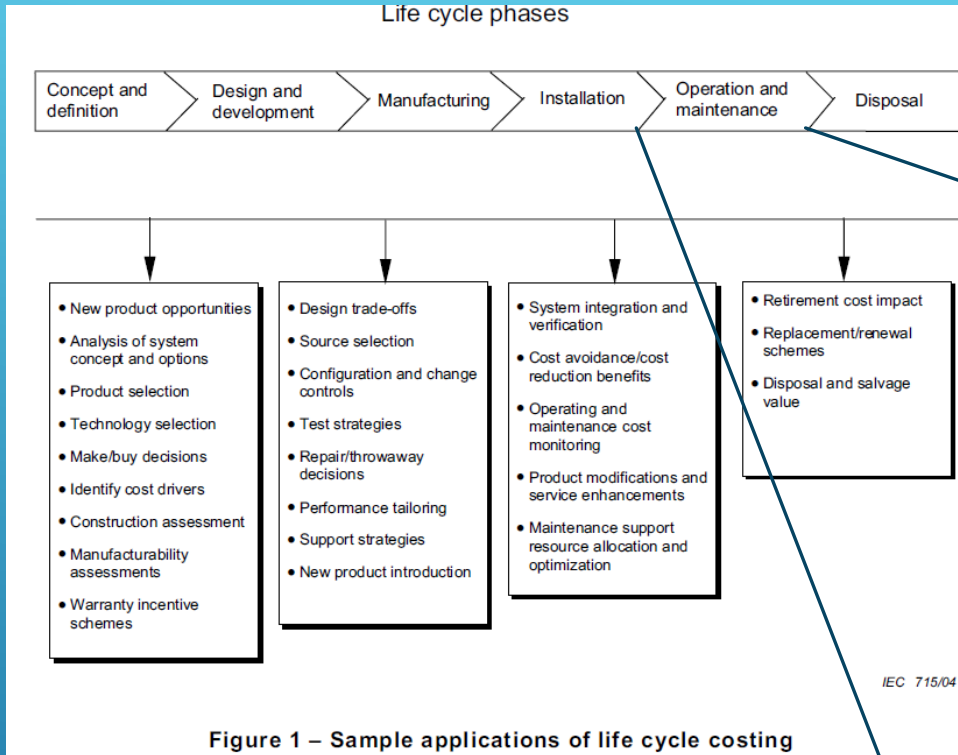 Life cycle phases
Concept and
definition
Design and
development
Manufacturing
Installation
Operation and
maintenance
Disposal
• New product opportunities
• Analysis of system
concept and options
• Product selection
• Technology selection
• Make/buy decisions
• Identify cost drivers
• Construction assessment
• Manufacturability
assessments
• Warranty incentive
schemes
• Design trade-offs
• Source selection
• Configuration and change
controls
• Test strategies
• Repair/throwaway
decisions
• Performance tailoring
• Support strategies
• New product introduction
• System integration and
verification
• Cost avoidance/cost
reduction benefits
• Operating and
maintenance cost
monitoring
• Product modifications and
service enhancements
• Maintenance support
resource allocation and
optimization
• Retirement cost impact
• Replacement/renewal
schemes
• Disposal and salvage
value
IEC 715/04
Figure 1 – Sample applications of life cycle costing